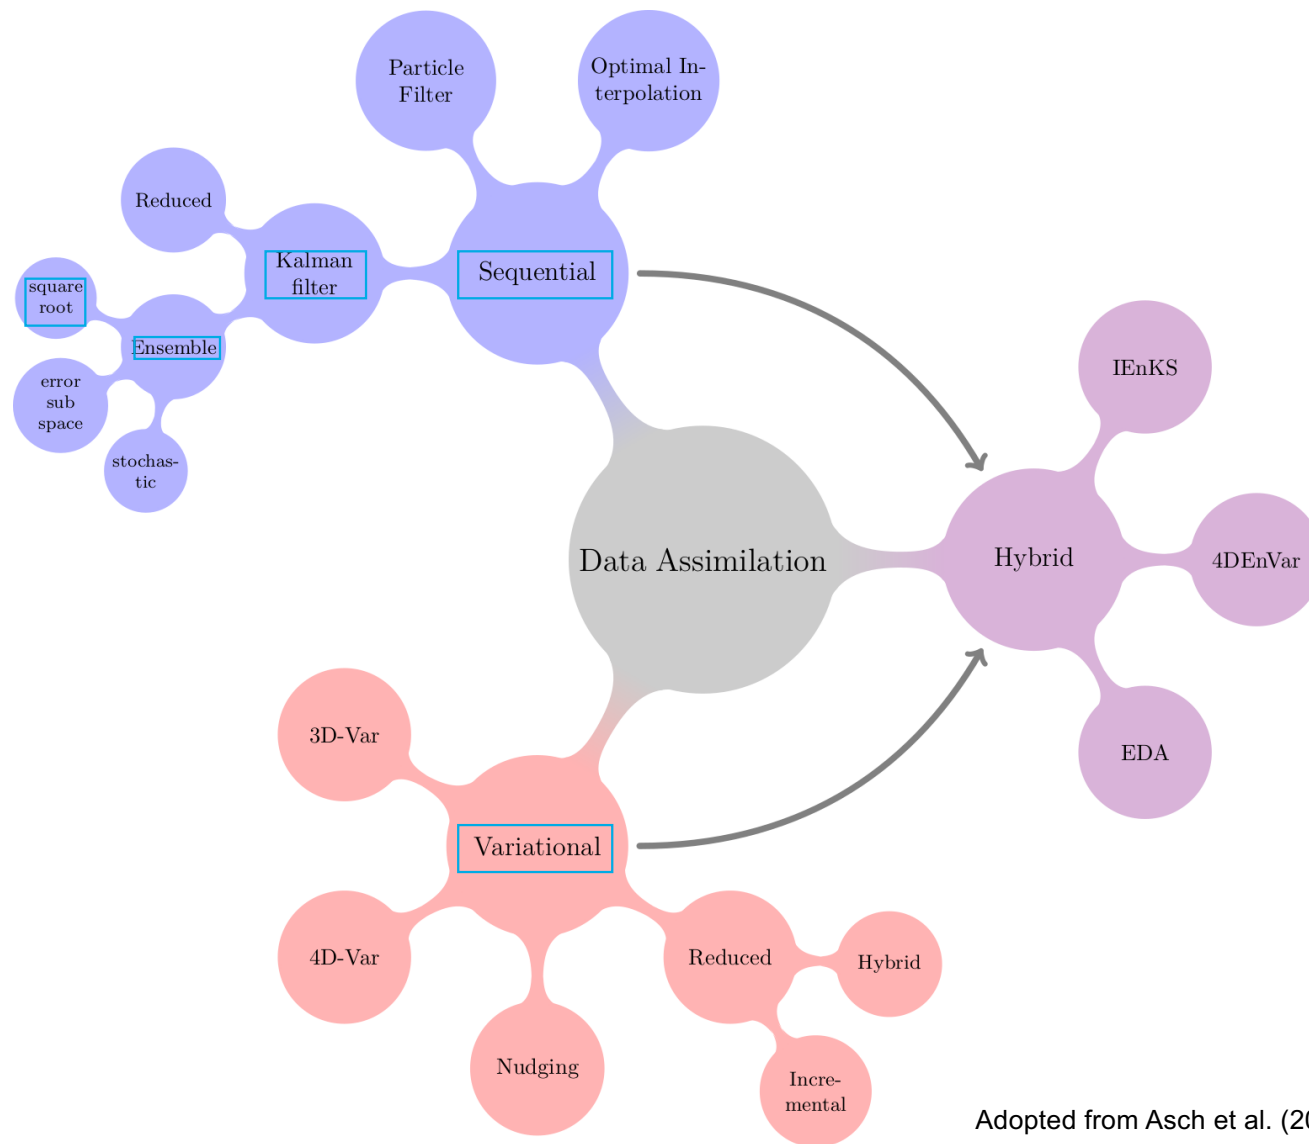 Particle
Filter
Optimal In-
terpolation
Reduced
Kalman
filter
Sequential
square
root
Ensemble
error
sub
space
stochas-
tic
IEnKS
Hybrid
4DEnVar
EDA
Data Assimilation
3D-Var
Variational
4D-Var
Nudging
Reduced
Hybrid
Incre-
mental
Adopted from Asch et al. (20